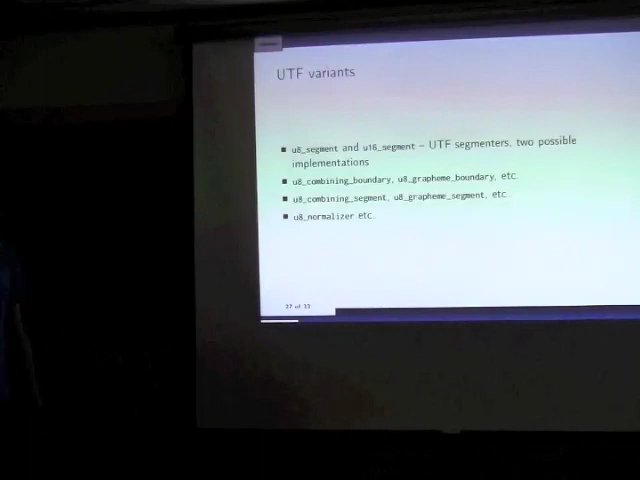 UTF variants
u8_segment and u16_segment – UTF segmenters, two possible
implementations
u8_combining_boundary, u8_grapheme_boundary, etc.
u8_combining_segment, u8_grapheme_segment, etc.
u8_normalizer etc.